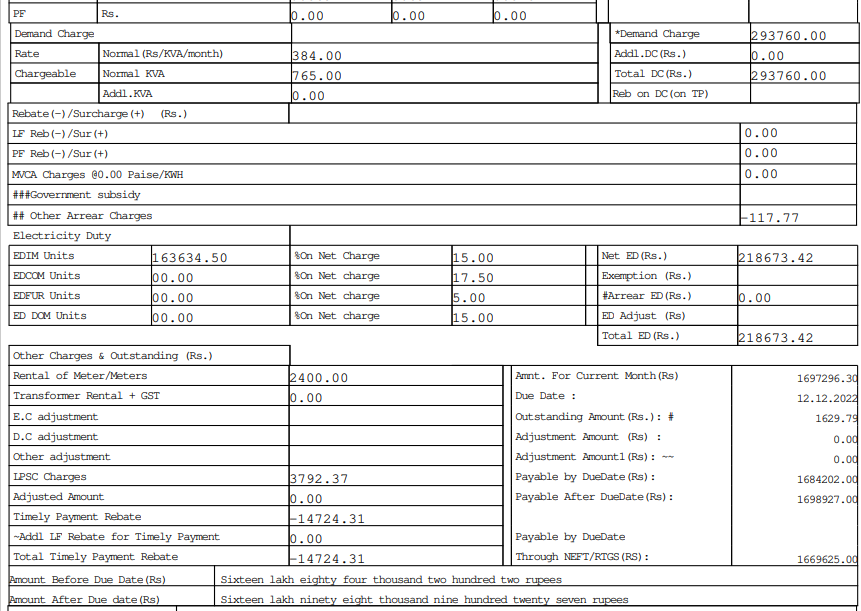 PF Rs. 0.00 0.00 0.00
Demand Charge *Demand Charge 293760.00
Rate Normal(Rs/KVA/month) 384.00 Addl.DC(Rs.) 0.00
Chargeable Normal KVA 765.00 Total DC(Rs.) 293760.00
Addl.KVA 0.00 Reb on DC(on TP)
Rebate(-)/Surcharge(+) (Rs.)
LF Reb(-)/Sur(+) 0.00
PF Reb(-)/Sur(+) 0.00
MVCA Charges @0.00 Paise/KWH 0.00
###Government subsidy
## Other Arrear Charges -117.77
Electricity Duty
EDIM Units 163634.50 %On Net Charge 15.00 Net ED(Rs.) 218673.42
EDCOM Units 00.00 %On Net Charge 17.50 Exemption (Rs.)
EDFUR Units 00.00 %On Net charge 5.00 #Arrear ED(Rs.) 0.00
ED DOM Units 00.00 %On Net charge 15.00 ED Adjust (Rs)
Total ED(Rs.) 218673.42
Other Charges & Outstanding (Rs.)
Rental of Meter/Meters 2400.00 Amnt. For Current Month(Rs) 1697296.30
Transformer Rental + GST 0.00 Due Date : 12.12.2022
E.C adjustment Outstanding Amount(Rs.): # 1629.79
D.C adjustment Adjustment Amount (Rs) : 0.00
Other adjustment Adjustment Amount1(Rs): ~~ 0.00
LPSC Charges 3792.37 Payable by DueDate(Rs): 1684202.00
Adjusted Amount 0.00 Payable After DueDate(Rs): 1698927.00
Timely Payment Rebate -14724.31
~Addl LF Rebate for Timely Payment 0.00 Payable by DueDate
Total Timely Payment Rebate -14724.31 Through NEFT/RTGS(RS): 1669625.00
Amount Before Due Date(Rs) Sixteen lakh eighty four thousand two hundred two rupees
Amount After Due date(Rs) Sixteen lakh ninety eight thousand nine hundred twenty seven rupees